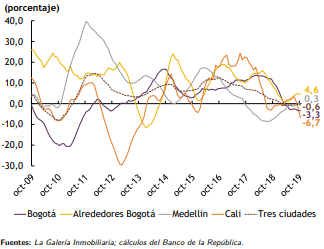 (porcentaje)
40,0
30,0
20,0
10,0
0,0
-10,0
-20,0
-30,0
4,6
0,3
-0,6
-3,3
-6,7
oct-09
oct-10
oct-11
oct-12
oct-13
oct-14
oct-15
oct-16
oct-17
oct-18
oct-19
Bogotá Alrededores Bogotá Medellin Cali Tres ciudades
Fuentes: La Galería Inmobiliaria; cálculos del Banco de la República.